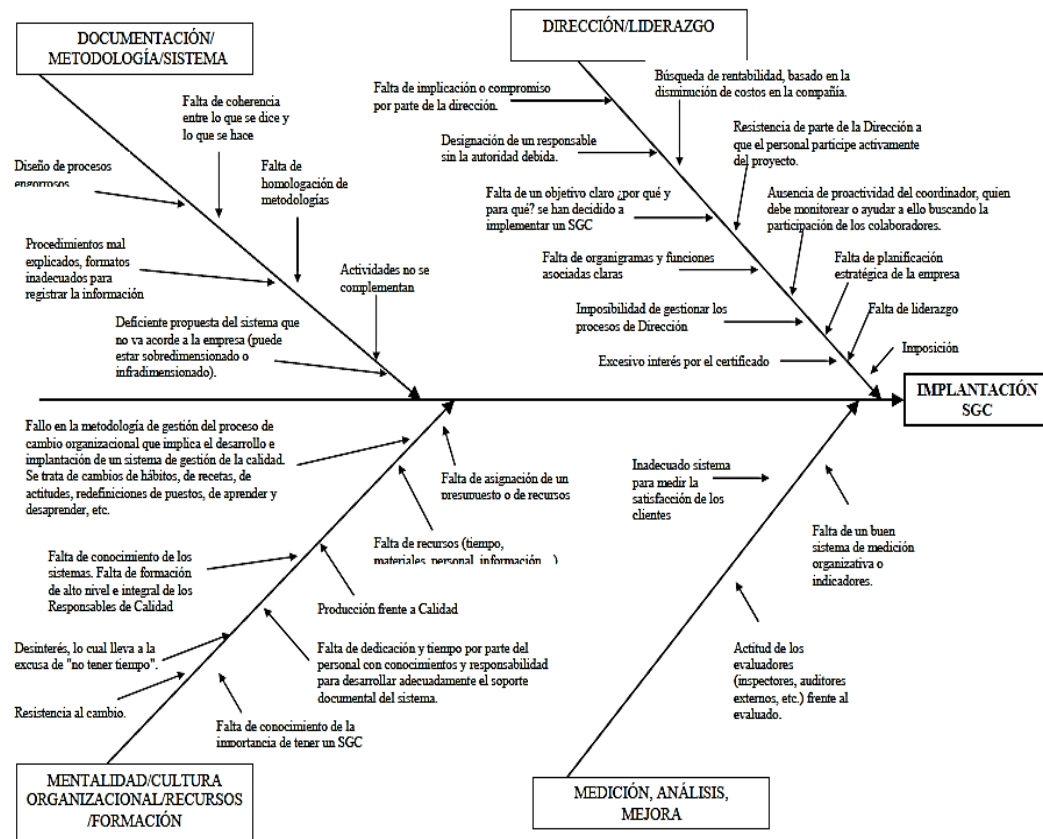 DOCUMENTACIÓN/
METODOLOGÍA/SISTEMA
Falta de coherencia
entre lo que se dice y
lo que se hace
Diseño de procesos
engorrosos
Falta de
homologación de
metodologías
Procedimientos mal
explicados, formatos
inadecuados para
registrar la información
Actividades no se
complementan
Deficiente propuesta del sistema que
no va acorde a la empresa (puede
estar sobredimensionado o
infradimensionado).
DIRECCIÓN/LIDERAZGO
Falta de implicación o compromiso
por parte de la dirección.
Búsqueda de rentabilidad, basado en la
disminución de costos en la compañía.
Designación de un responsable
sin la autoridad debida.
Resistencia de parte de la Dirección a
que el personal participe activamente
del proyecto.
Falta de un objetivo claro ¿por qué y
para qué? se han decidido a
implementar un SGC
Ausencia de proactividad del coordinador, quien
debe monitorear o ayudar a ello buscando la
participación de los colaboradores.
Falta de organigramas y funciones
asociadas claras
Falta de planificación
estratégica de la empresa
Imposibilidad de gestionar los
procesos de Dirección
Falta de liderazgo
Excesivo interés por el certificado
Imposición
IMPLANTACIÓN
SGC
Fallo en la metodología de gestión del proceso de
cambio organizacional que implica el desarrollo e
implantación de un sistema de gestión de la calidad.
Se trata de cambios de hábitos, de recetas, de
actitudes, redefiniciones de puestos, de aprender y
desaprender, etc.
Falta de asignación de un
presupuesto o de recursos
Falta de recursos (tiempo,
materiales, personal, información...)
Falta de conocimiento de los
sistemas. Falta de formación
de alto nivel e integral de los
Responsables de Calidad
Producción frente a Calidad
Desinterés, lo cual lleva a la
excusa de "no tener tiempo".
Falta de dedicación y tiempo por parte del
personal con conocimientos y responsabilidad
para desarrollar adecuadamente el soporte
documental del sistema.
Resistencia al cambio.
Falta de conocimiento de la
importancia de tener un SGC
MENTALIDAD/CULTURA
ORGANIZACIONAL/RECURSOS
/FORMACIÓN
Inadecuado sistema
para medir la
satisfacción de los
clientes
Falta de un buen
sistema de medición
organizativa o
indicadores.
Actitud de los
evaluadores
(inspectores, auditores
externos, etc.) frente al
evaluado.
MEDICIÓN, ANÁLISIS,
MEJORA